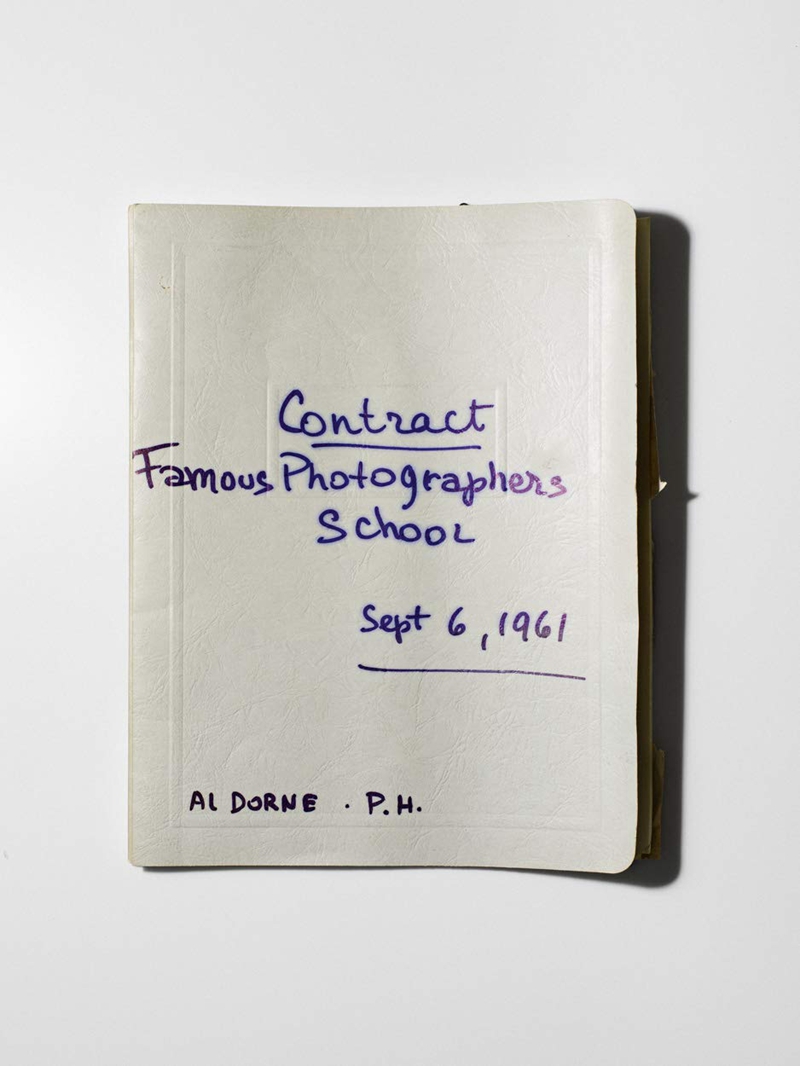 Contract
Famous Photographers
School
Sept 6, 1961
AL DORNE . P.H.